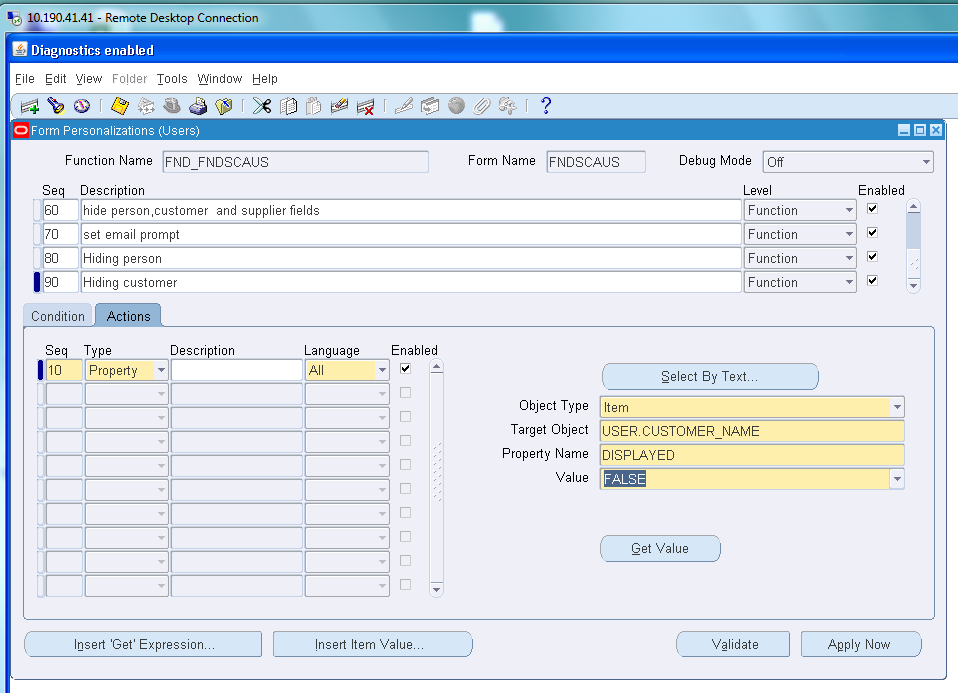 10.190.41.41 - Remote Desktop Connection
Diagnostics enabled
File Edit View Folder Tools Window Help
Form Personalizations (Users)
Function Name FND_FNDSCAUS Form Name FNDSCAUS Debug Mode Off
Seq Description Level Enabled
60 hide person,customer and supplier fields Function
70 set email prompt Function
80 Hiding person Function
90 Hiding customer Function
Condition Actions
Seq Type Description Language Enabled
10 Property All
Select By Text...
Object Type Item
Target Object USER.CUSTOMER_NAME
Property Name DISPLAYED
Value FALSE
Get Value
Insert 'Get' Expression... Insert Item Value... Validate Apply Now